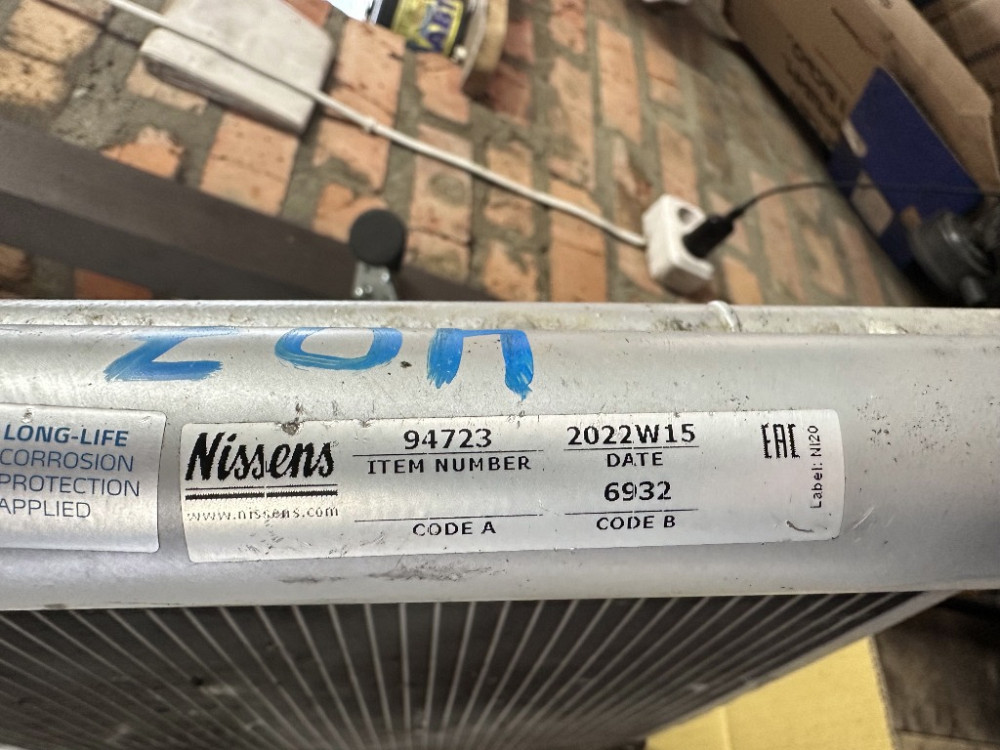 LONG-LIFE
CORROSION
PROTECTION
APPLIED
Nissens
www.nissens.com
94723
ITEM NUMBER
CODE A
2022W15
DATE
6932
CODE B
EAC
Label: NI20